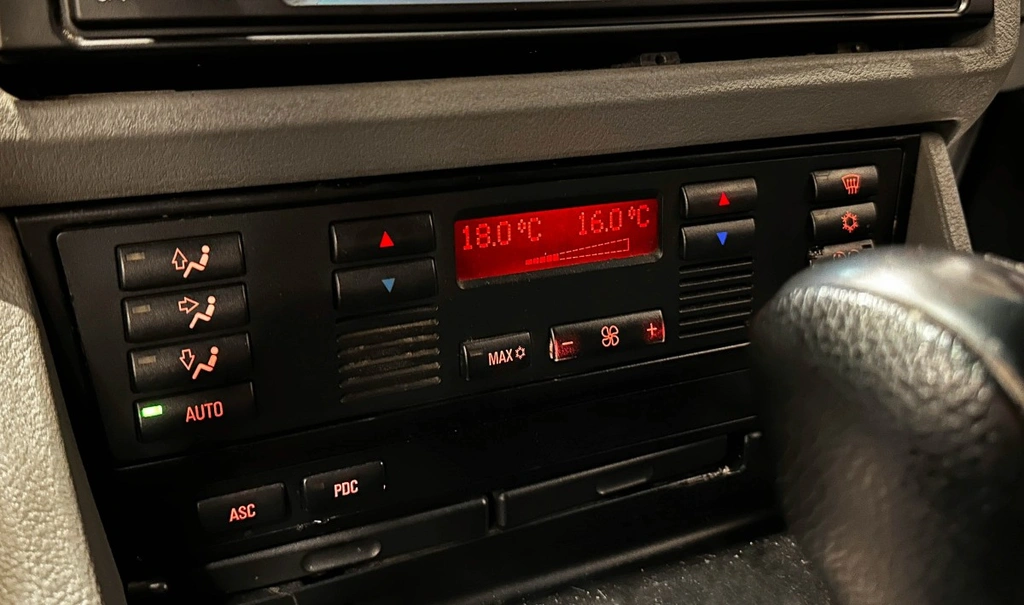 18.0°C 16.0°C
MAX
- +
AUTO
ASC
PDC